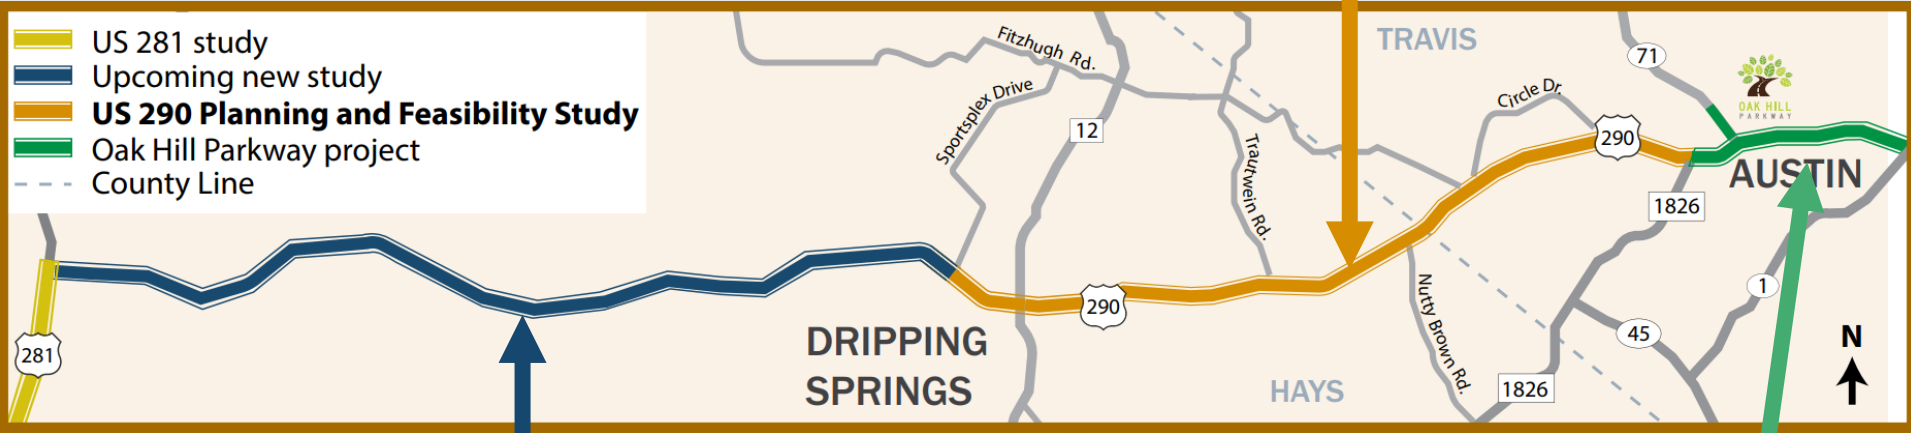 US 281 study
Upcoming new study
US 290 Planning and Feasibility Study
Oak Hill Parkway project
County Line
Fitzhugh Rd.
TRAVIS
71
OAK HILL
PARKWAY
Sportsplex Drive
Circle Dr.
12
290
Trautwein Rd.
AUSTIN
1826
290
1
281
Nutty Brown Rd.
45
N
DRIPPING
SPRINGS
HAYS
1826